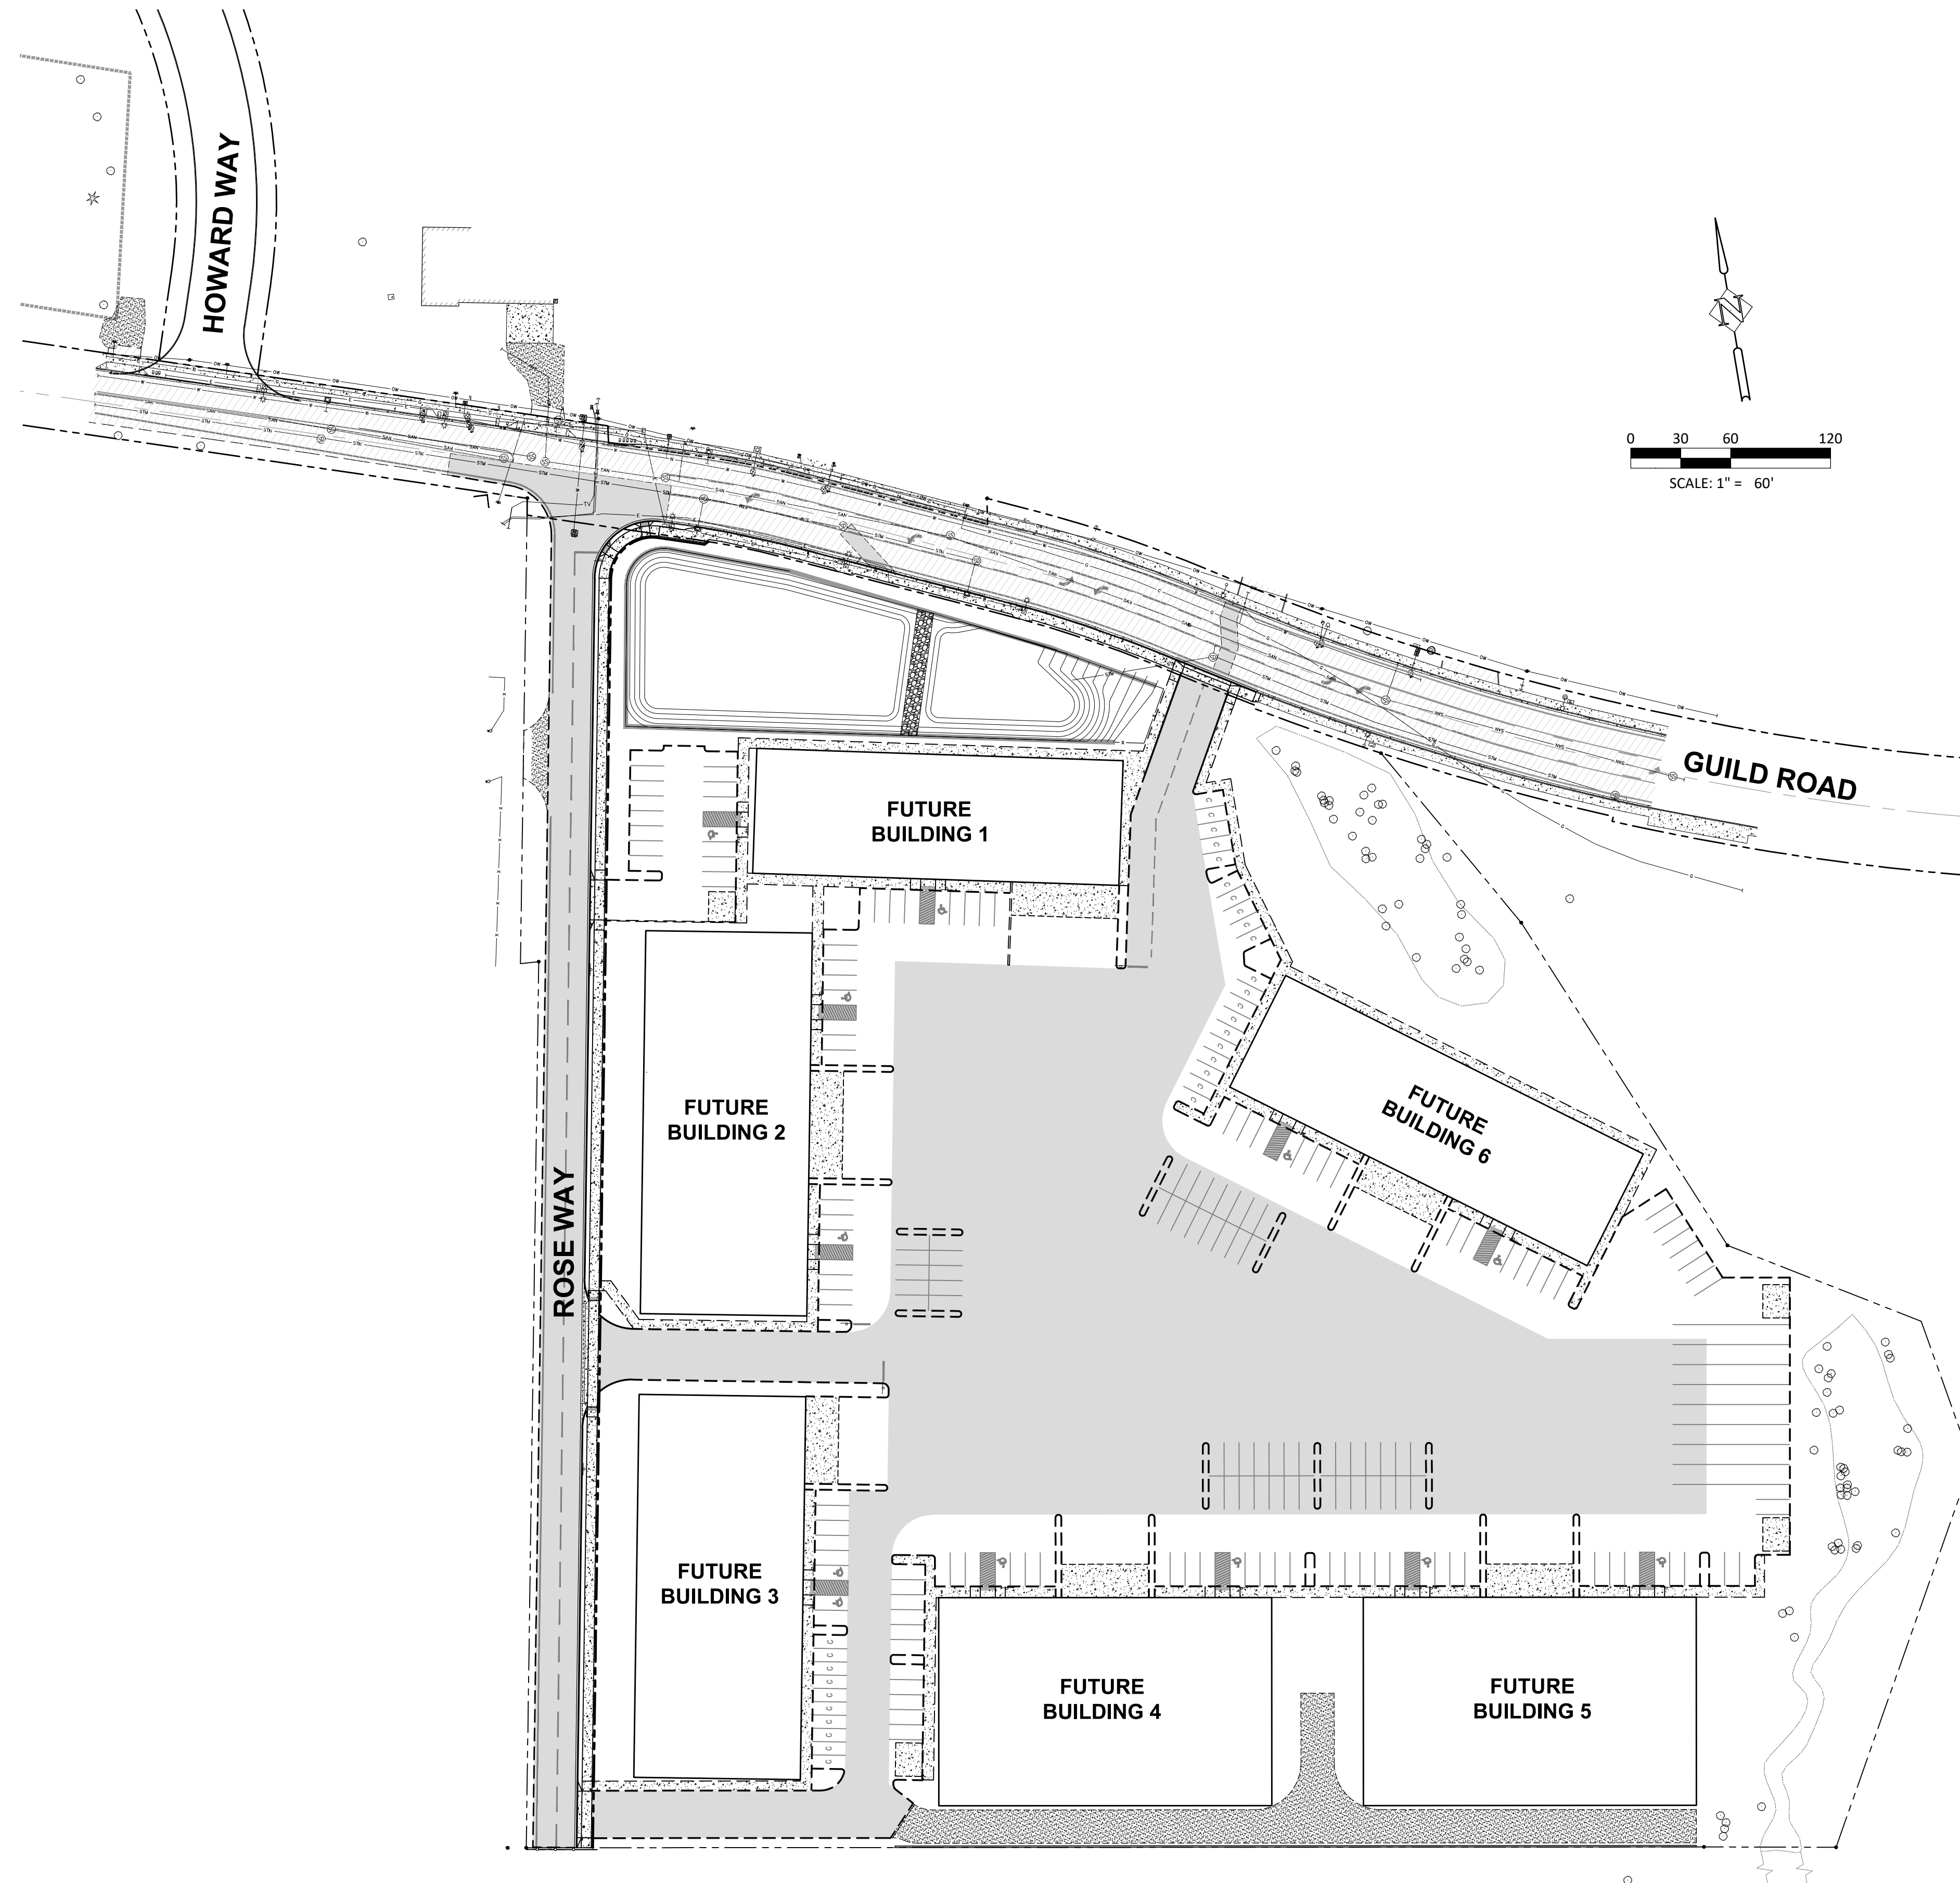 HOWARD WAY
N
0 30 60 120
SCALE: 1" = 60'
GUILD ROAD
FUTURE
BUILDING 1
FUTURE
BUILDING 2
FUTURE
BUILDING 6
ROSE WAY
FUTURE
BUILDING 3
FUTURE
BUILDING 4
FUTURE
BUILDING 5